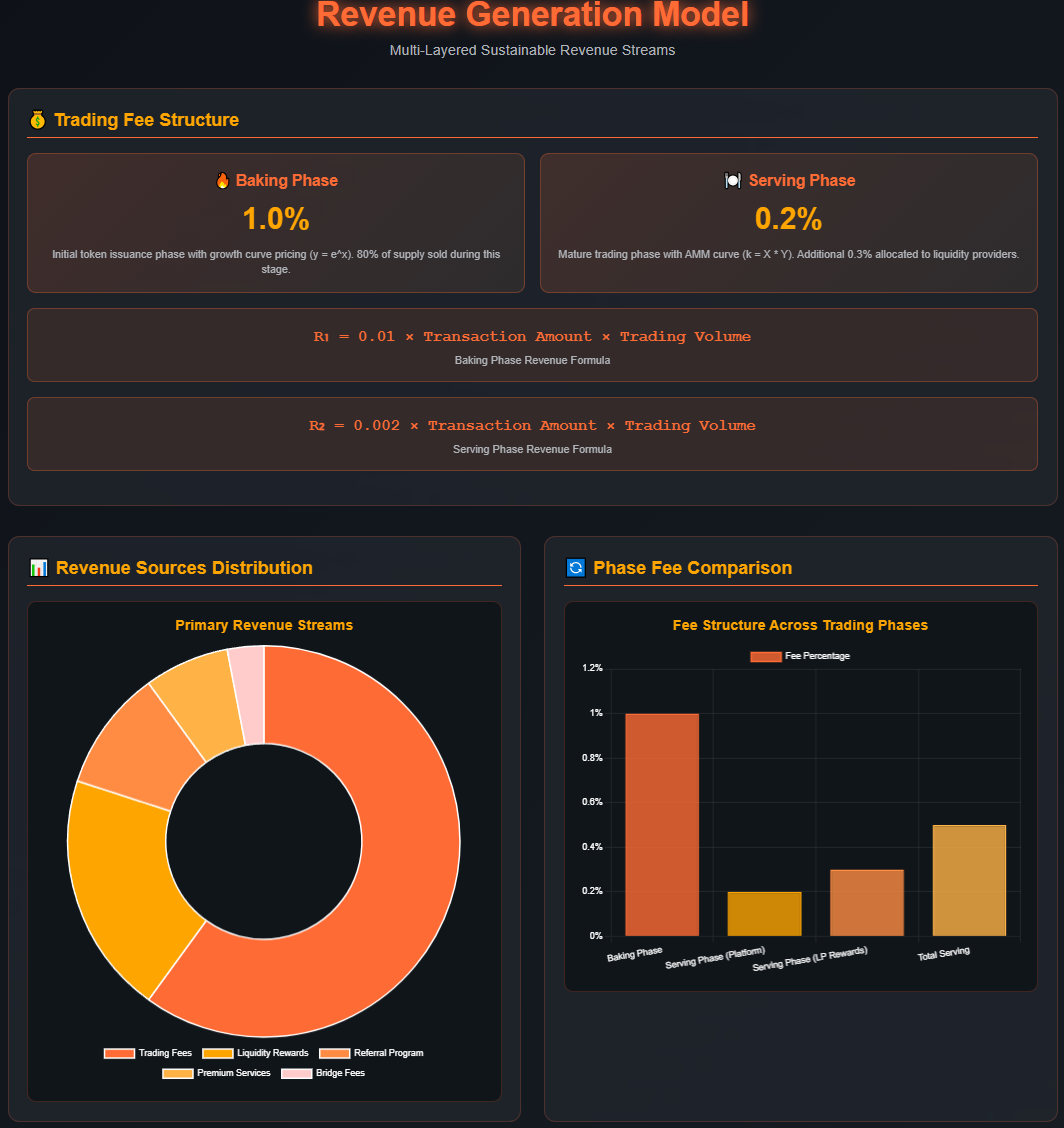 Revenue Generation Model
Multi-Layered Sustainable Revenue Streams
Trading Fee Structure
Baking Phase
1.0%
Initial token issuance phase with growth curve pricing (y = e^x). 80% of supply sold during this
stage.
Serving Phase
0.2%
Mature trading phase with AMM curve (k = X * Y). Additional 0.3% allocated to liquidity providers.
R₁ = 0.01 × Transaction Amount × Trading Volume
Baking Phase Revenue Formula
R₂ = 0.002 × Transaction Amount × Trading Volume
Serving Phase Revenue Formula
Revenue Sources Distribution
Primary Revenue Streams
Trading Fees Liquidity Rewards Referral Program
Premium Services Bridge Fees
Phase Fee Comparison
Fee Structure Across Trading Phases
Fee Percentage
1.2%
1%
0.8%
0.6%
0.4%
0.2%
0%
Baking Phase
Serving Phase (Platform)
Serving Phase (LP Rewards)
Total Serving